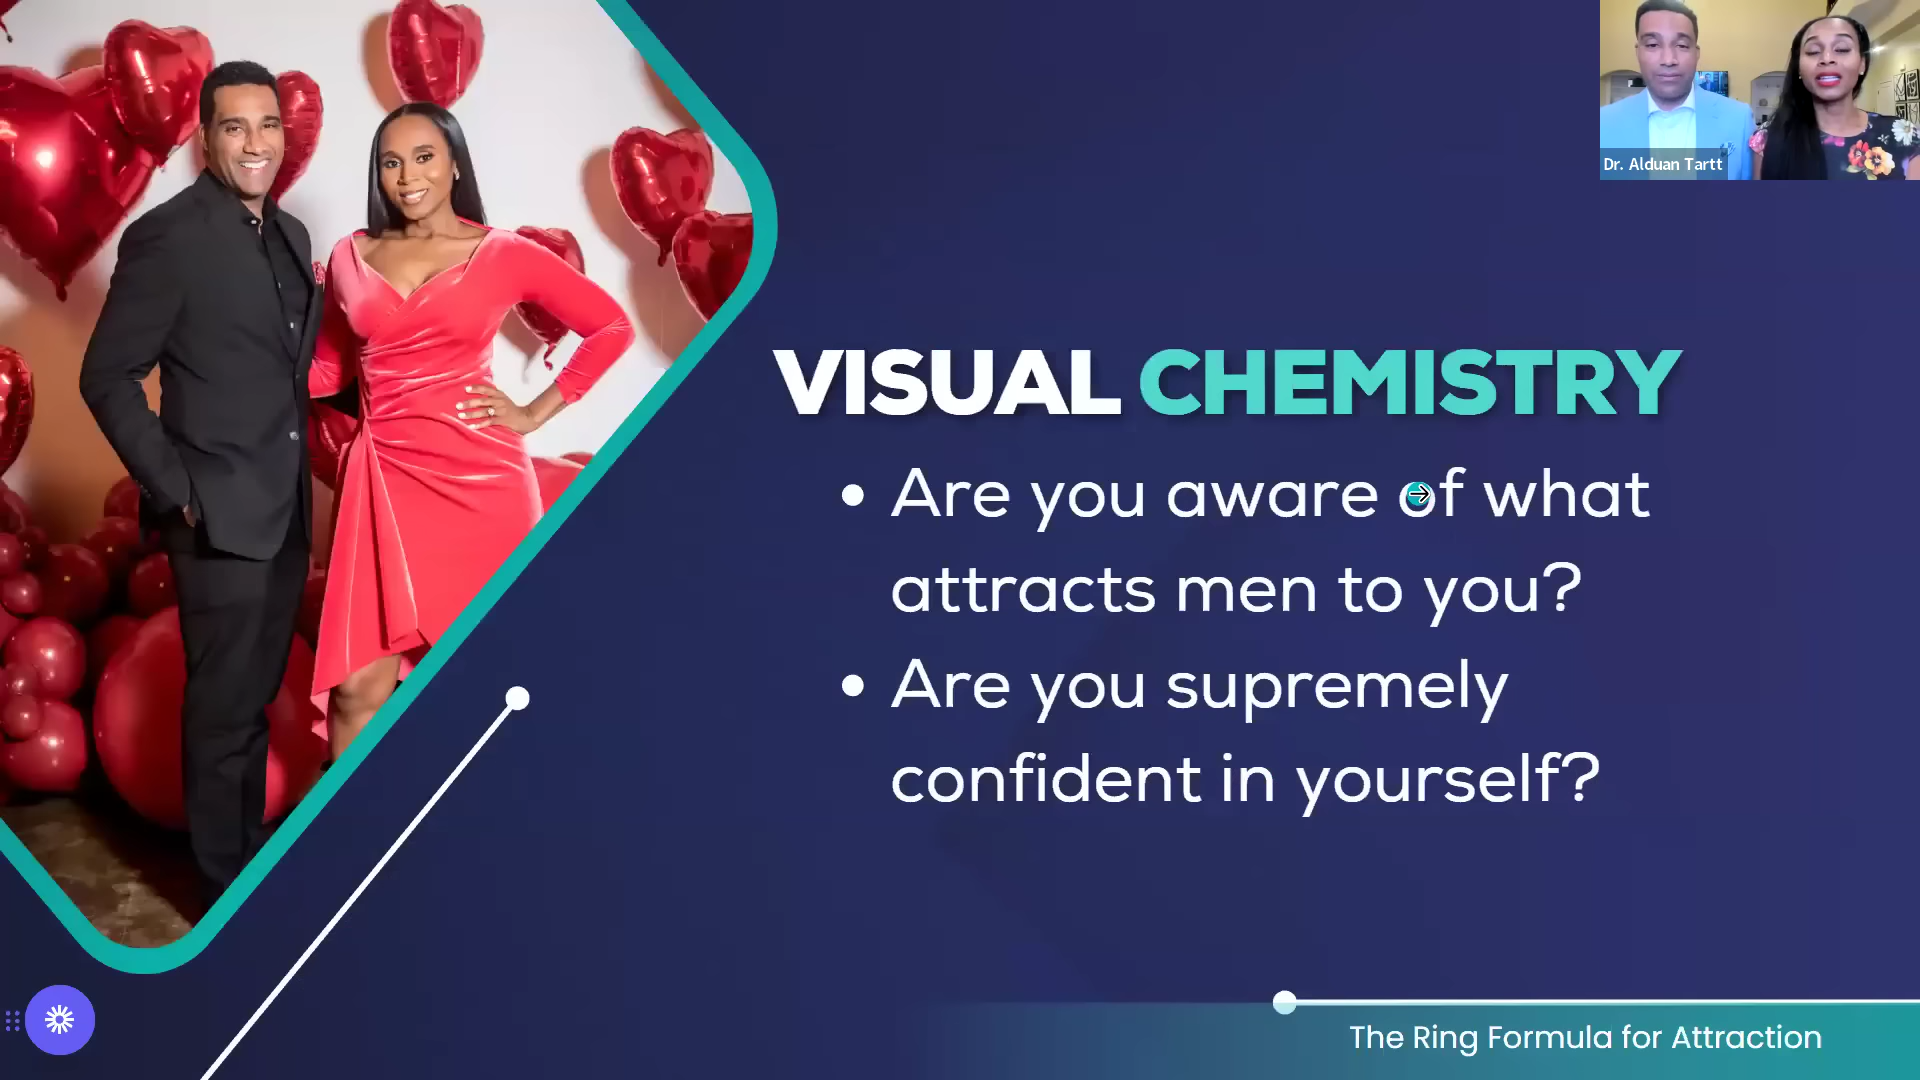 Dr. Alduan Tartt
VISUAL CHEMISTRY
• Are you aware of what
attracts men to you?
• Are you supremely
confident in yourself?
The Ring Formula for Attraction